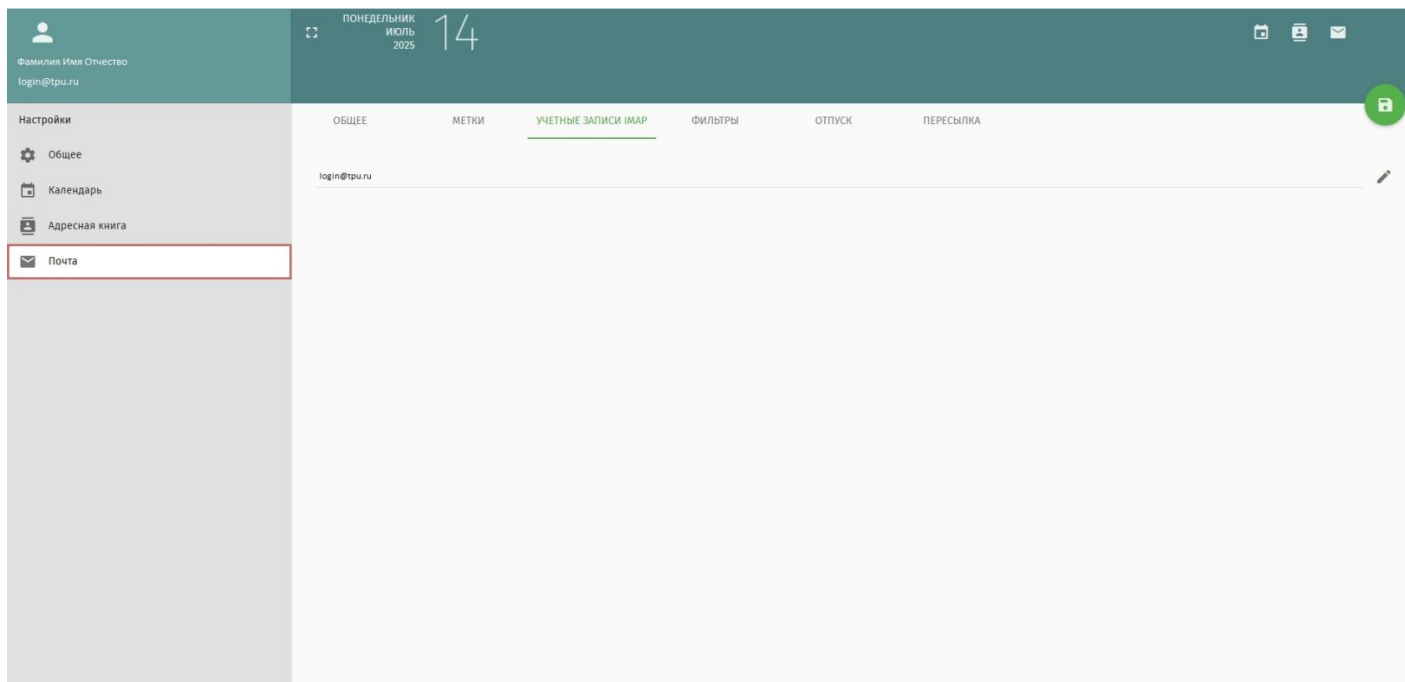 Фамилия Имя Отчество
login@tpu.ru
ПОНЕДЕЛЬНИК
ИЮЛЬ
2025
14
Настройки
Общее
Календарь
Адресная книга
Почта
ОБЩЕЕ МЕТКИ УЧЕТНЫЕ ЗАПИСИ IMAP ФИЛЬТРЫ ОТПУСК ПЕРЕСЫЛКА
login@tpu.ru